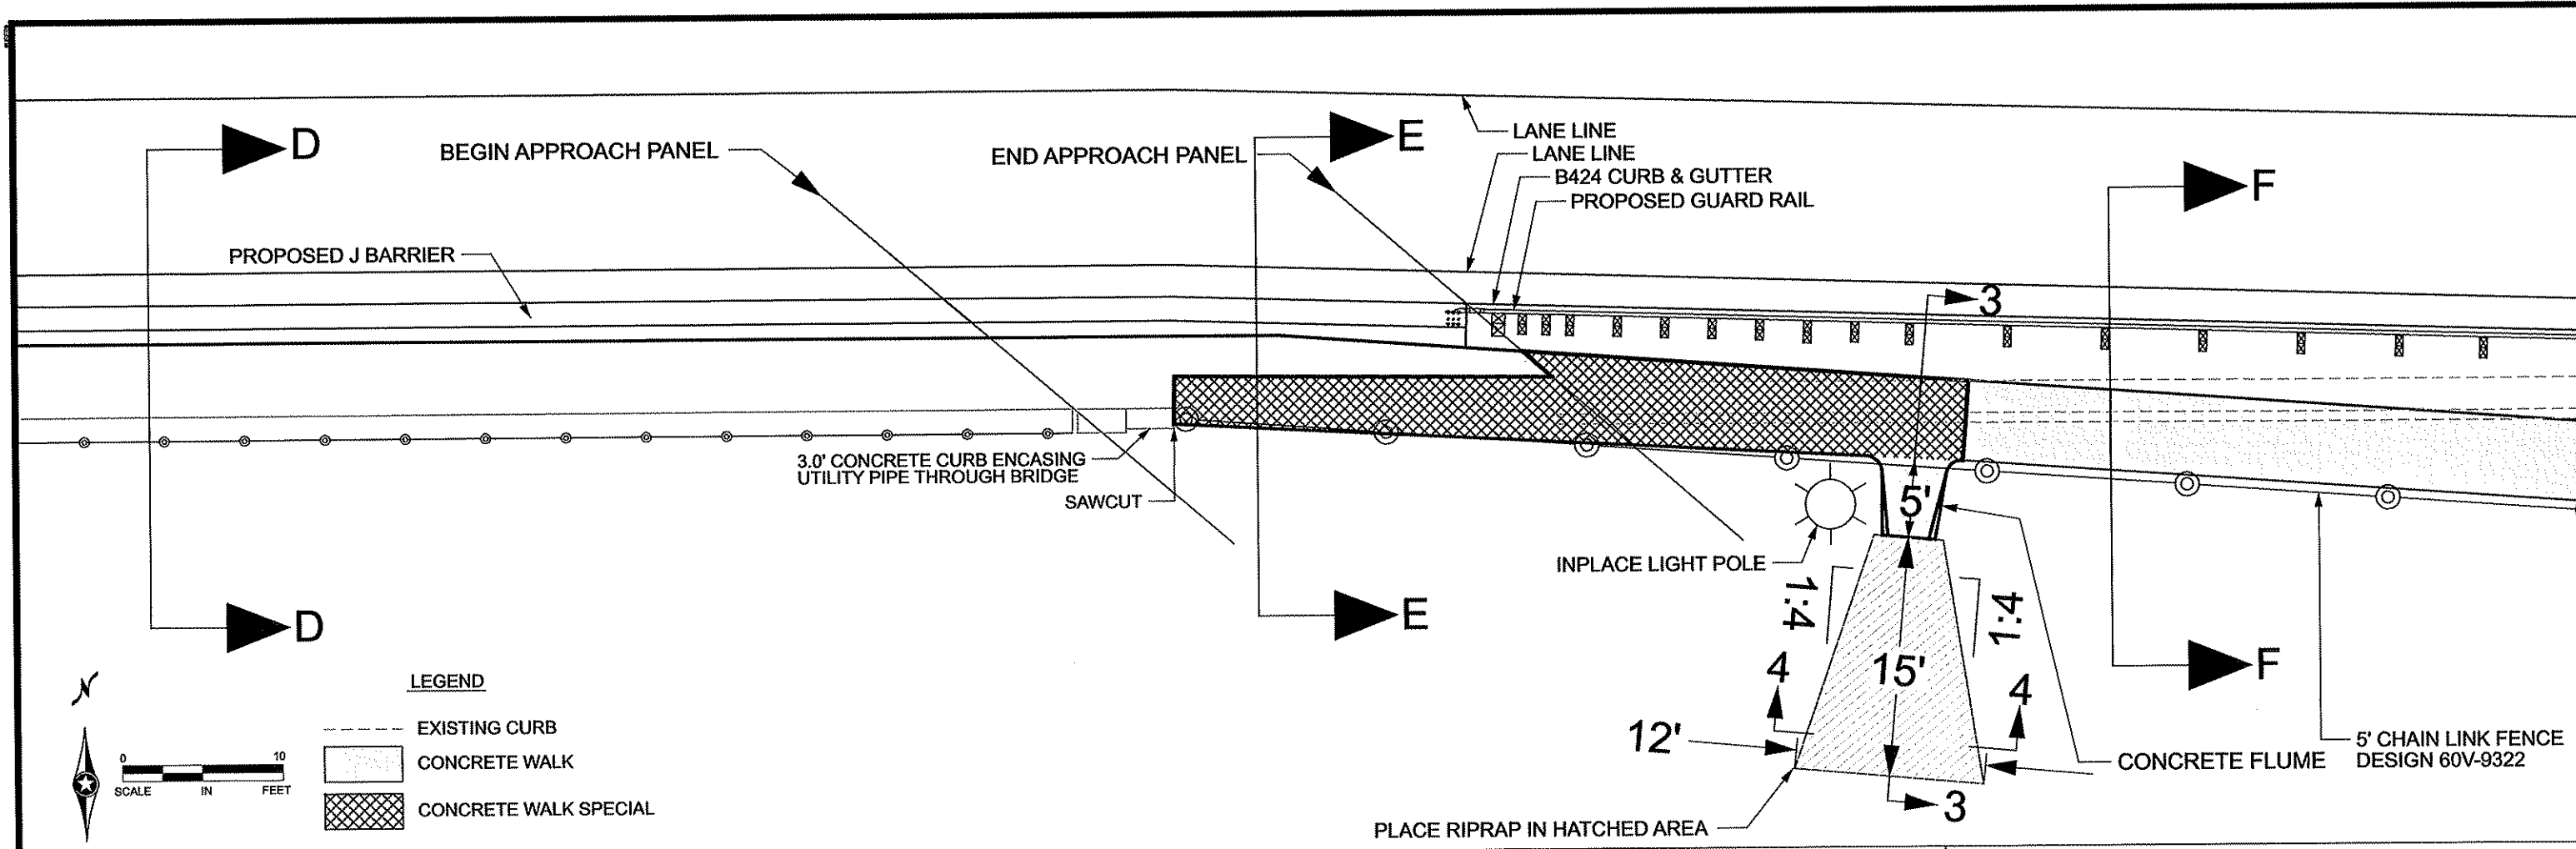 LANE LINE
LANE LINE
B424 CURB & GUTTER
PROPOSED GUARD RAIL
D
BEGIN APPROACH PANEL
END APPROACH PANEL
E
F
PROPOSED J BARRIER
3
3.0' CONCRETE CURB ENCASING
UTILITY PIPE THROUGH BRIDGE
SAWCUT
5'
INPLACE LIGHT POLE
1:4
1:4
D
E
F
15'
4
4
12'
CONCRETE FLUME
5' CHAIN LINK FENCE
DESIGN 60V-9322
3
PLACE RIPRAP IN HATCHED AREA
N
0 10
SCALE IN FEET
LEGEND
EXISTING CURB
CONCRETE WALK
CONCRETE WALK SPECIAL